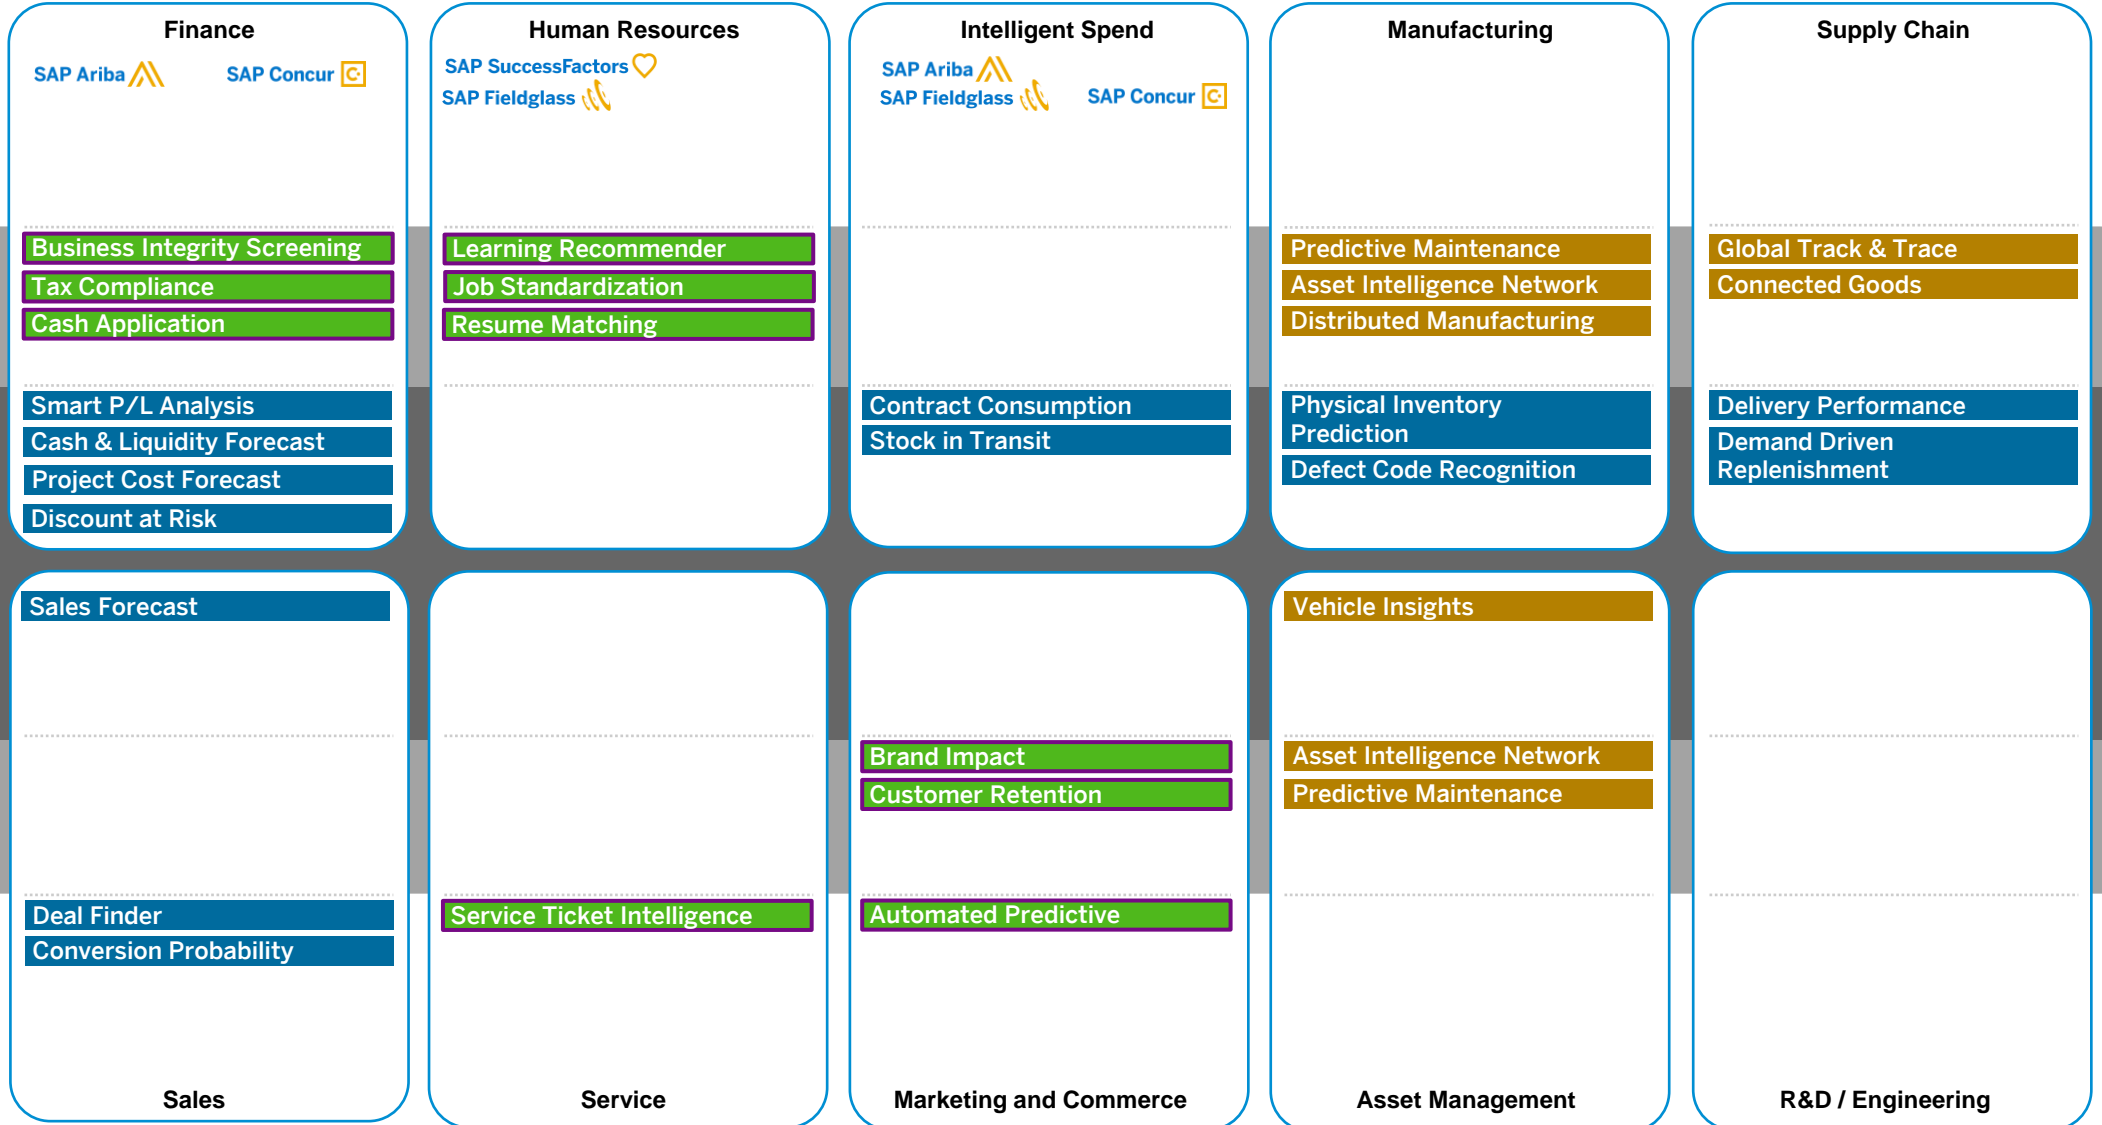 Finance
SAP Ariba
SAP Concur
Business Integrity Screening
Tax Compliance
Cash Application
Smart P/L Analysis
Cash & Liquidity Forecast
Project Cost Forecast
Discount at Risk
Human Resources
SAP SuccessFactors
SAP Fieldglass
Learning Recommender
Job Standardization
Resume Matching
Intelligent Spend
SAP Ariba
SAP Fieldglass
SAP Concur
Contract Consumption
Stock in Transit
Manufacturing
Predictive Maintenance
Asset Intelligence Network
Distributed Manufacturing
Physical Inventory
Prediction
Defect Code Recognition
Supply Chain
Global Track & Trace
Connected Goods
Delivery Performance
Demand Driven
Replenishment
Sales Forecast
Deal Finder
Conversion Probability
Sales
Service Ticket Intelligence
Service
Brand Impact
Customer Retention
Automated Predictive
Marketing and Commerce
Vehicle Insights
Asset Intelligence Network
Predictive Maintenance
Asset Management
R&D / Engineering